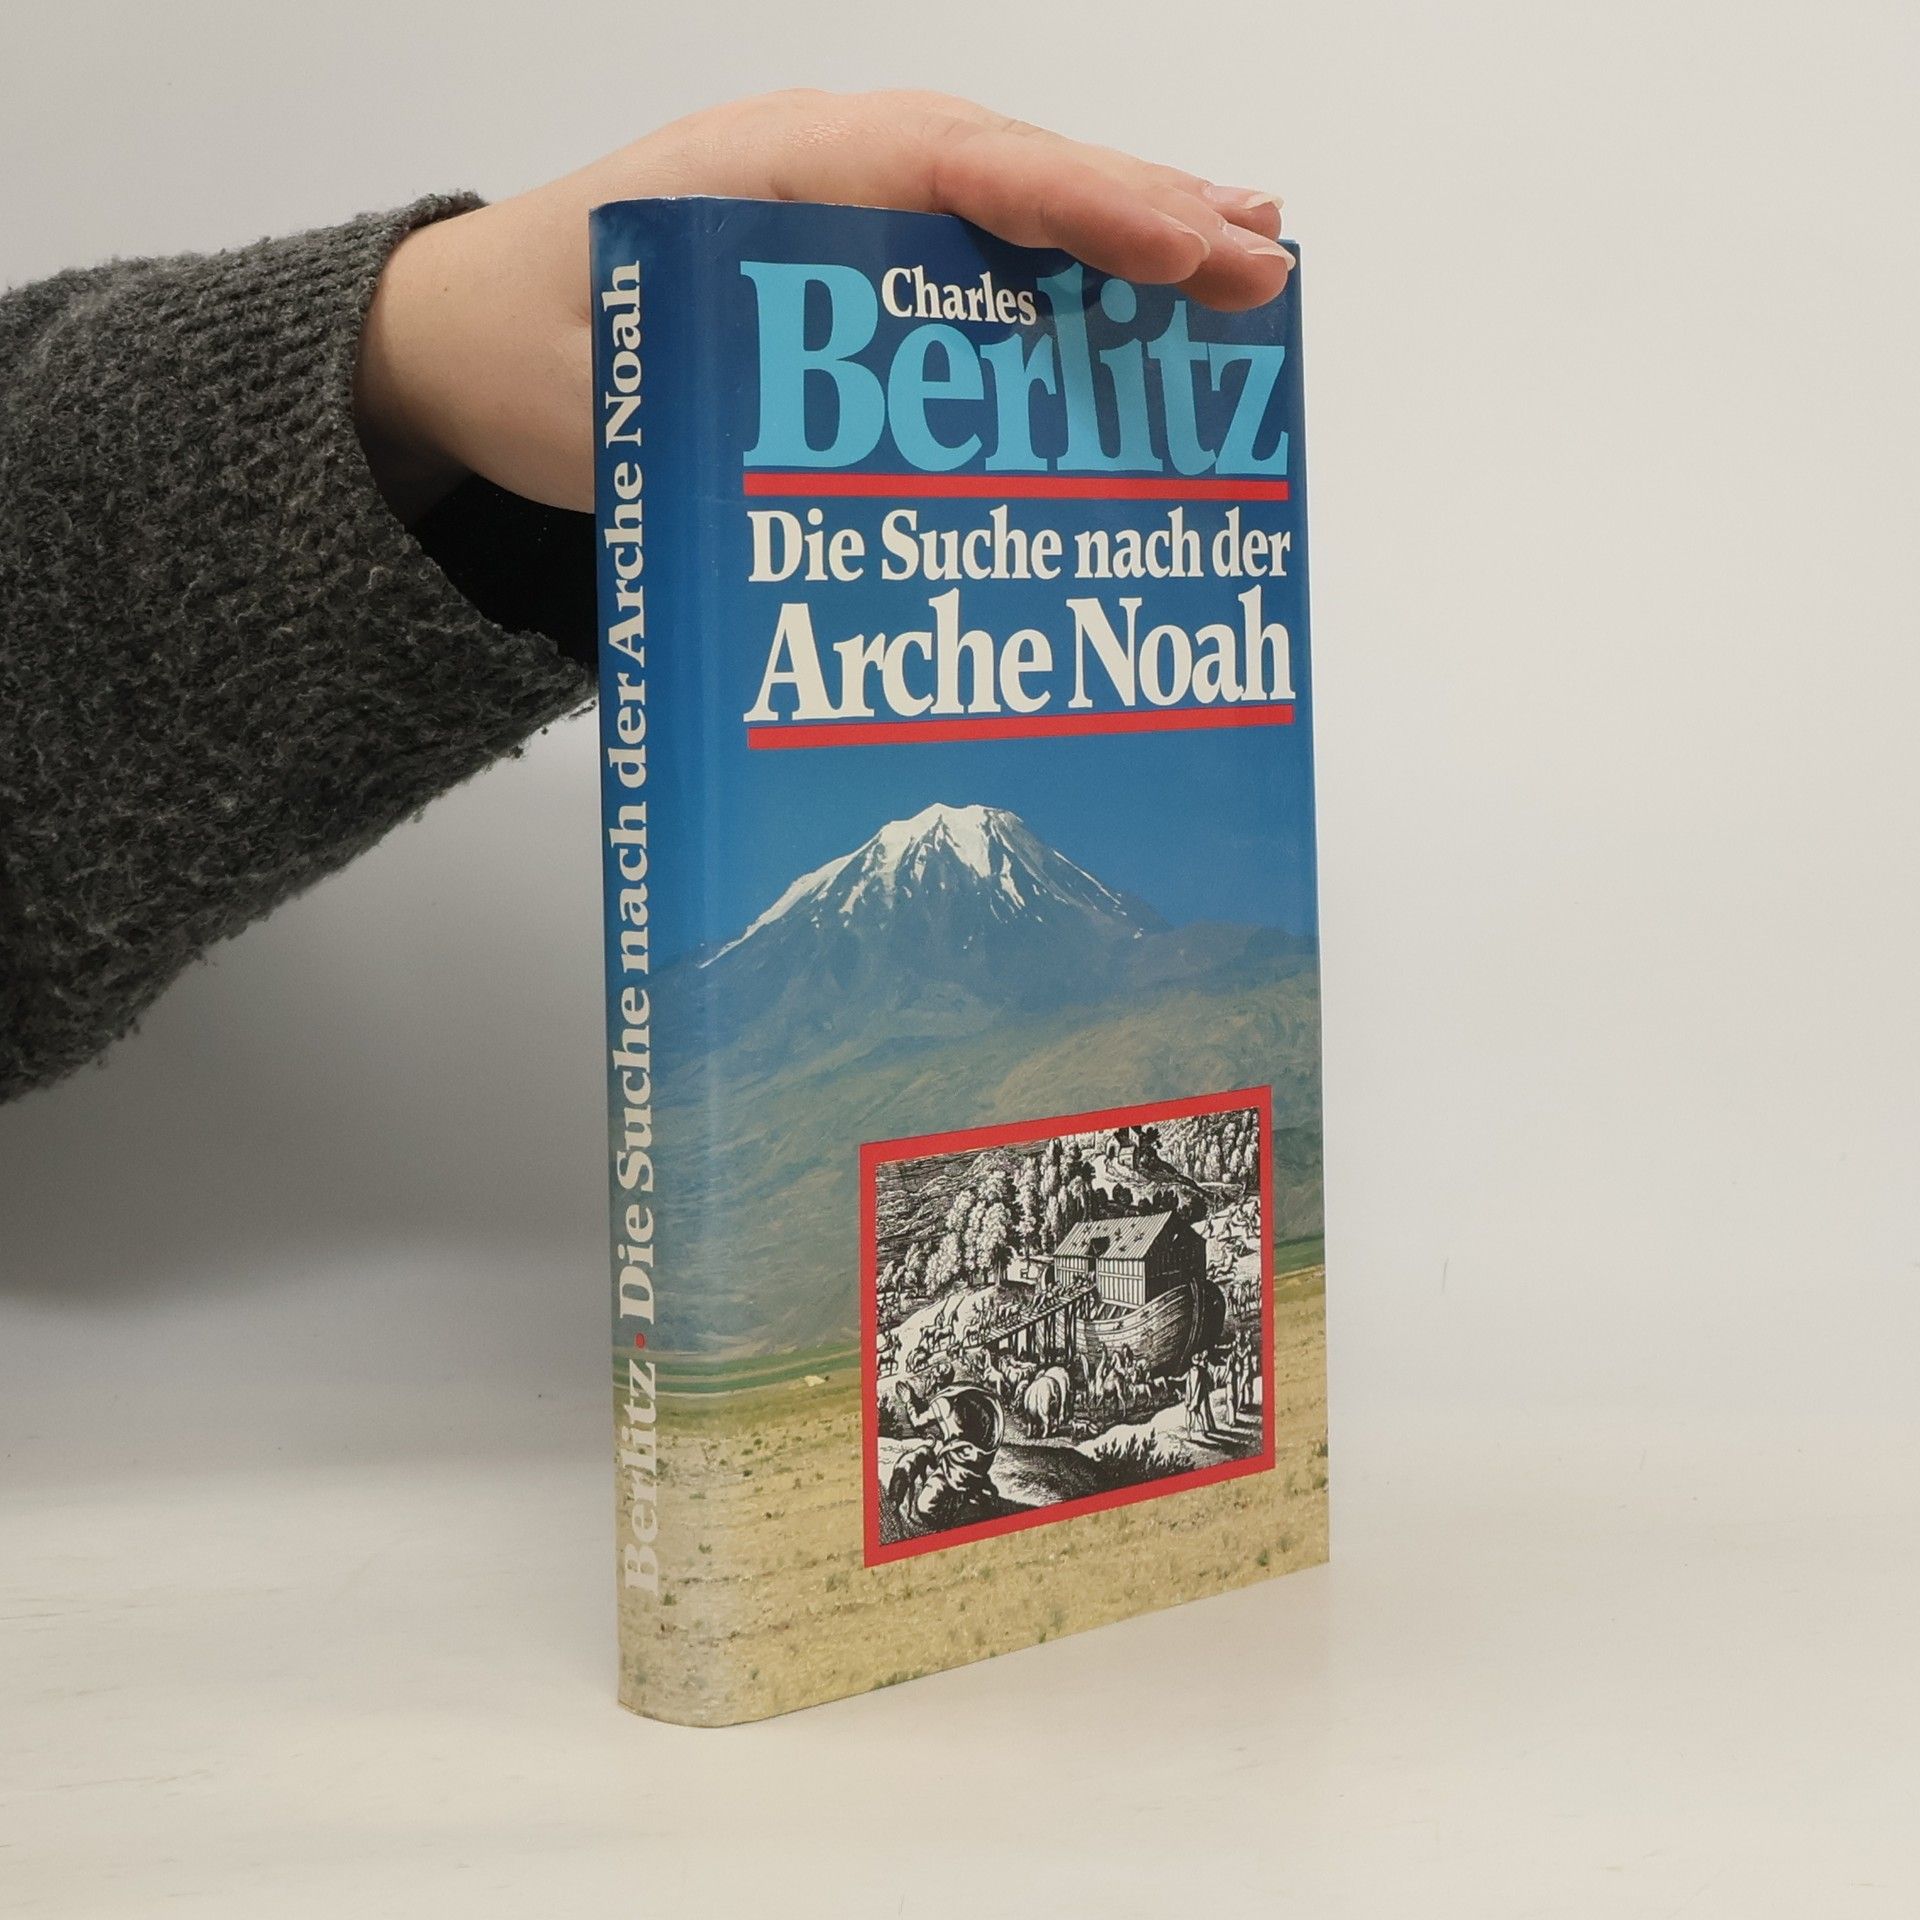 Charles
Berlitz
Die Suche nach der
Arche Noah
Berlitz · Die Suche nach der Arche Noah